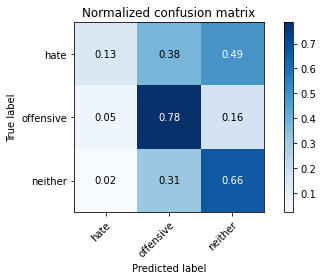 Normalized confusion matrix
True label
hate 0.13 0.38 0.49
offensive 0.05 0.78 0.16
neither 0.02 0.31 0.66
hate offensive neither
Predicted label
0.7
0.6
0.5
0.4
0.3
0.2
0.1